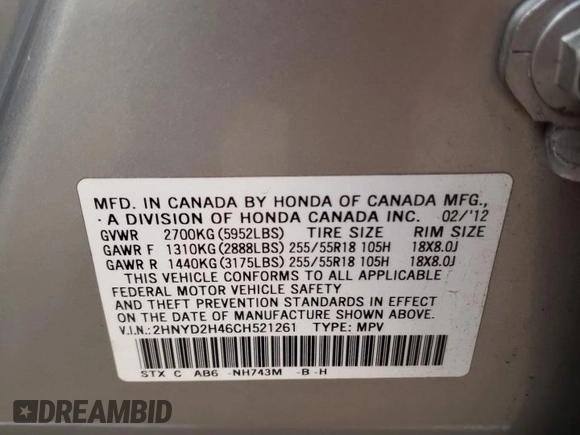 MFD. IN CANADA BY HONDA OF CANADA MFG.,
A DIVISION OF HONDA CANADA INC. 02/'12
GVWR 2700KG (5952LBS) TIRE SIZE RIM SIZE
GAWR F 1310KG (2888LBS) 255/55R18 105H 18X8.0J
GAWR R 1440KG (3175LBS) 255/55R18 105H 18X8.0J
THIS VEHICLE CONFORMS TO ALL APPLICABLE
FEDERAL MOTOR VEHICLE SAFETY
AND THEFT PREVENTION STANDARDS IN EFFECT
ON THE DATE OF MANUFACTURE SHOWN ABOVE.
V.I.N.:2HNYD2H46CH521261 TYPE: MPV
STX C AB6 -NH743M -B-H
DREAMBID